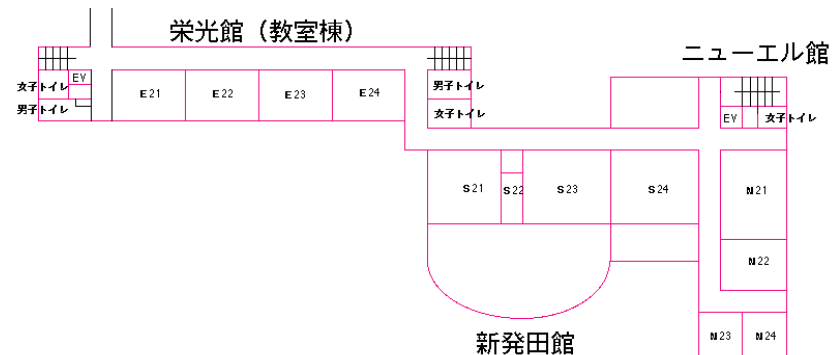 栄光館（教室棟）
ニューエル館
女子トイレ
EV
男子トイレ
E21
E22
E23
E24
男子トイレ
女子トイレ
EV
女子トイレ
S21
S22
S23
S24
N21
N22
新発田館
N23
N24